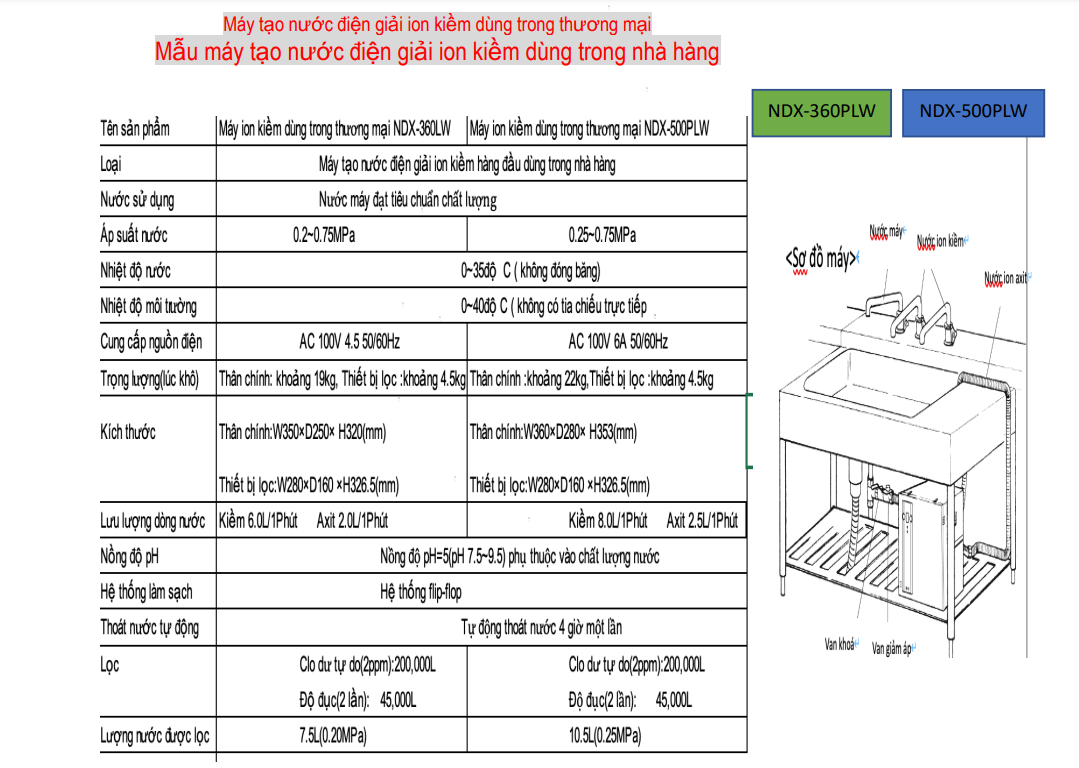 Máy tạo nước điện giải ion kiềm dùng trong thương mại
Mẫu máy tạo nước điện giải ion kiềm dùng trong nhà hàng
NDX-360PLW NDX-500PLW
Tên sản phẩm Máy ion kiềm dùng trong thương mại NDX-360LW Máy ion kiềm dùng trong thương mại NDX-500PLW
Loại Máy tạo nước điện giải ion kiềm hàng đầu dùng trong nhà hàng
Nước sử dụng Nước máy đạt tiêu chuẩn chất lượng
Áp suất nước 0.2~0.75MPa 0.25~0.75MPa
Nhiệt độ nước 0~35độ C ( không đóng băng)
Nhiệt độ môi trường 0~40độ C ( không có tia chiếu trực tiếp
Cung cấp nguồn điện AC 100V 4.5 50/60Hz AC 100V 6A 50/60Hz
Trọng lượng(lúc khô) Thân chính: khoảng 19kg, Thiết bị lọc :khoảng 4.5kg Thân chính :khoảng 22kg,Thiết bị lọc :khoảng 4.5kg
Kích thước Thân chính:W350×D250× H320(mm) Thân chính:W360×D280× H353(mm)
Thiết bị lọc:W280×D160 ×H326.5(mm) Thiết bị lọc:W280×D160 ×H326.5(mm)
Lưu lượng dòng nước Kiềm 6.0L/1Phút Axit 2.0L/1Phút Kiềm 8.0L/1Phút Axit 2.5L/1Phút
Nồng độ pH Nồng độ pH=5(pH 7.5~9.5) phụ thuộc vào chất lượng nước
Hệ thống làm sạch Hệ thống flip-flop
Thoát nước tự động Tự động thoát nước 4 giờ một lần
Lọc Clo dư tự do(2ppm):200,000L Clo dư tự do(2ppm):200,000L
Độ đục(2 lần): 45,000L Độ đục(2 lần): 45,000L
Lượng nước được lọc 7.5L(0.20MPa) 10.5L(0.25MPa)
<Sơ đồ máy>
Nước máy
Nước ion kiềm
Nước ion axit
Van khoá
Van giảm áp